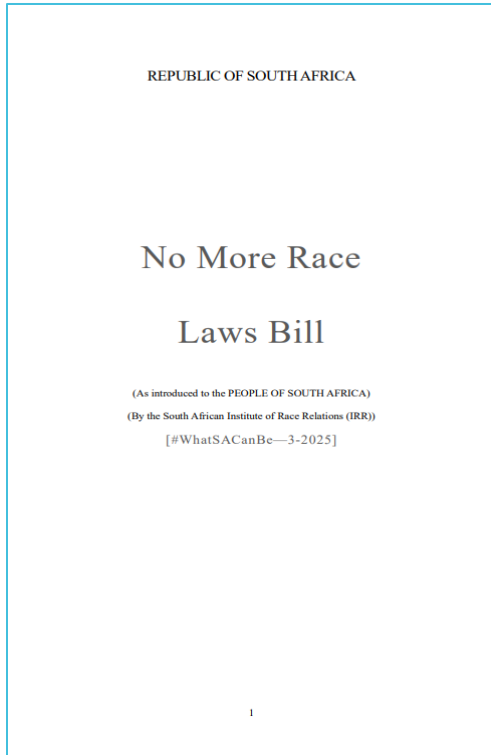 REPUBLIC OF SOUTH AFRICA
No More Race
Laws Bill
(As introduced to the PEOPLE OF SOUTH AFRICA)
(By the South African Institute of Race Relations (IRR))
[#WhatSACanBe—3-2025]
1